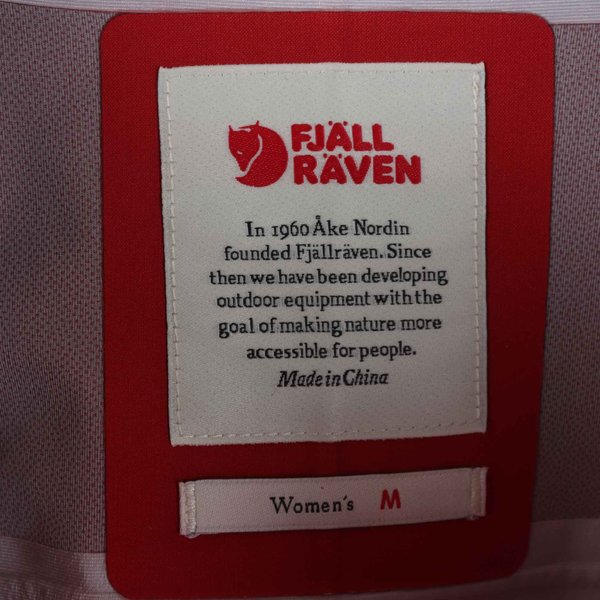 FJÄLL
RÄVEN
In 1960 Åke Nordin
founded Fjällräven. Since
then we have been developing
outdoor equipment with the
goal of making nature more
accessible for people.
Made in China
Women's M